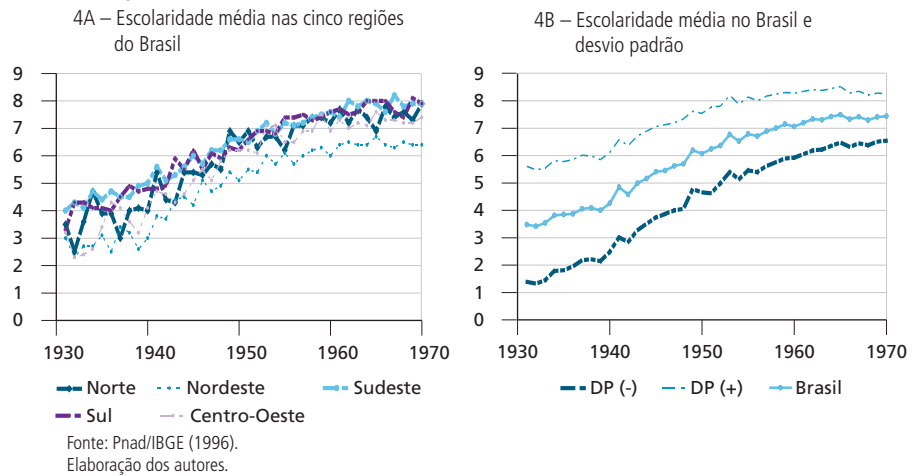 4A – Escolaridade média nas cinco regiões
do Brasil
9
8
7
6
5
4
3
2
1
0
1930 1940 1950 1960 1970
Norte Nordeste Sudeste
Sul Centro-Oeste
Fonte: Pnad/IBGE (1996).
Elaboração dos autores.
4B – Escolaridade média no Brasil e
desvio padrão
9
8
7
6
5
4
3
2
1
0
1930 1940 1950 1960 1970
DP (-) DP (+) Brasil